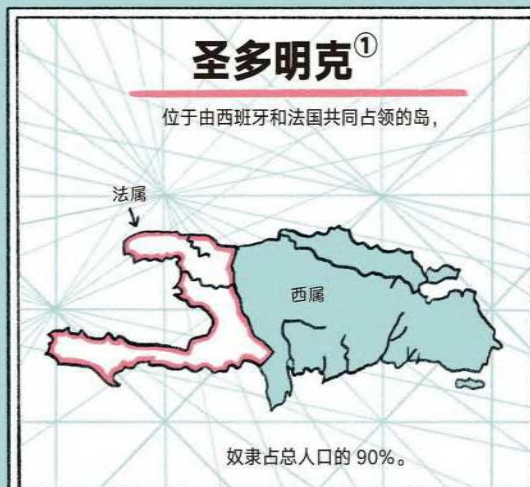 圣多明克①
位于由西班牙和法国共同占领的岛，
法属
西属
奴隶占总人口的 90%。